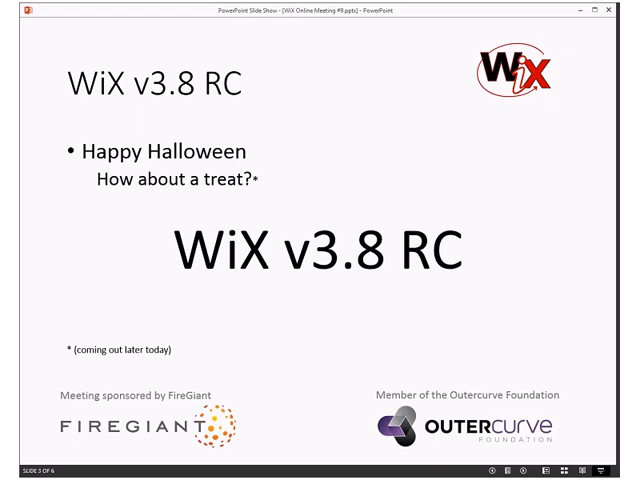 PowerPoint Slide Show - [WiX Online Meeting #9.pptx] - PowerPoint
WiX v3.8 RC
WiX
• Happy Halloween
How about a treat?*
WiX v3.8 RC
* (coming out later today)
Meeting sponsored by FireGiant
Member of the Outercurve Foundation
FIREGIANT
OUTERCURVE
FOUNDATION
SLIDE 3 OF 6